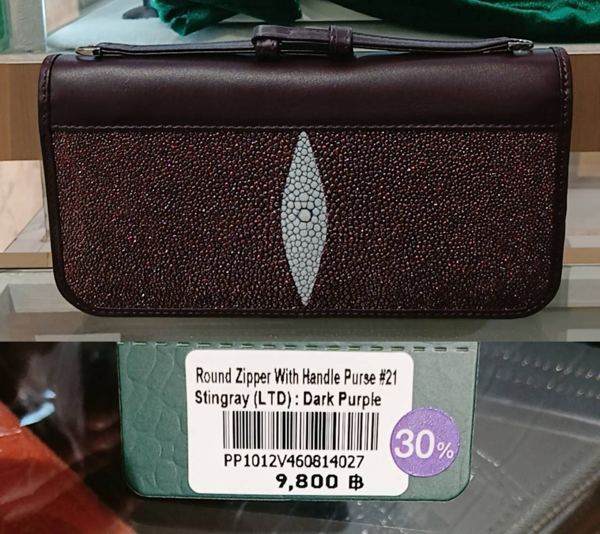 Round Zipper With Handle Purse #21
Stingray (LTD) : Dark Purple
30%
PP1012V460814027
9,800 ฿